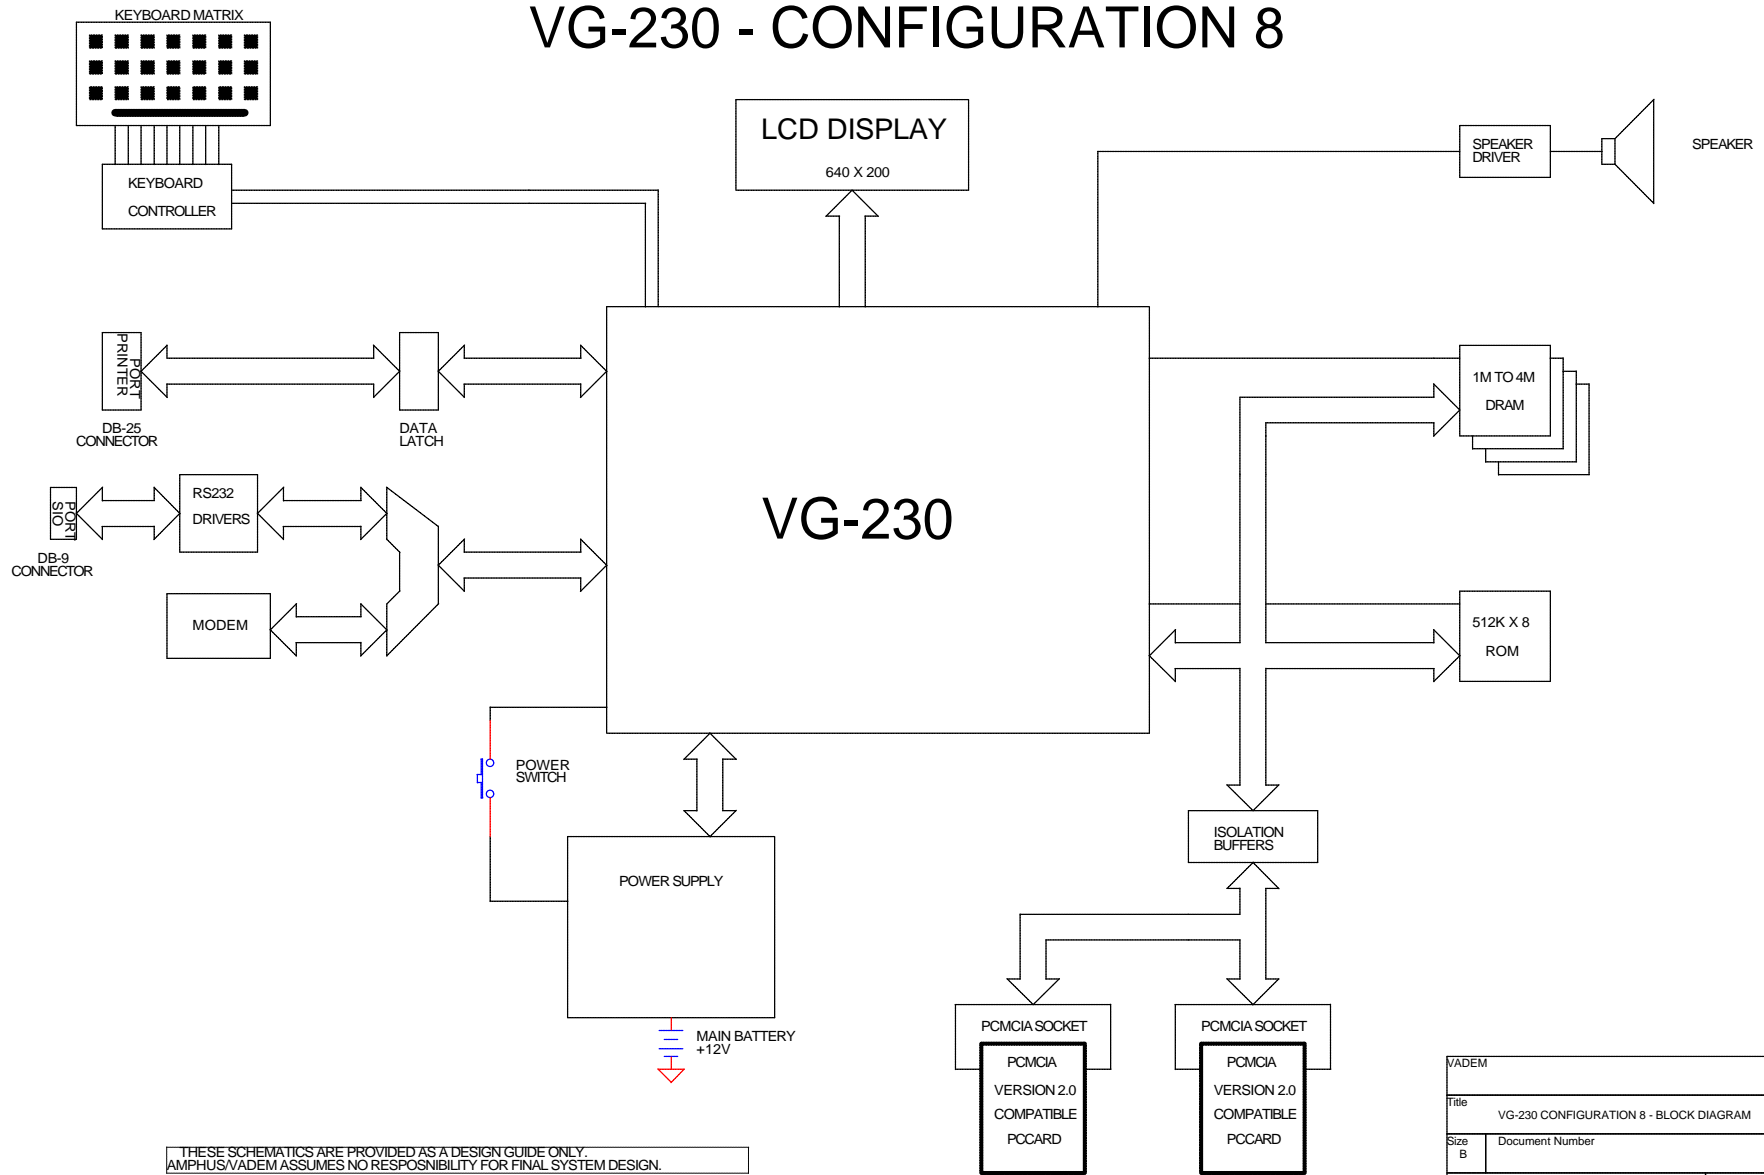 VG-230 - CONFIGURATION 8
KEYBOARD MATRIX
KEYBOARD
CONTROLLER
LCD DISPLAY
640 X 200
SPEAKER
DRIVER
SPEAKER
PORT
PRINTER
DB-25
CONNECTOR
DATA
LATCH
1M TO 4M
DRAM
PORT
SIO
DB-9
CONNECTOR
RS232
DRIVERS
MODEM
VG-230
512K X 8
ROM
POWER
SWITCH
POWER SUPPLY
MAIN BATTERY
+12V
ISOLATION
BUFFERS
PCMCIA SOCKET
PCMCIA
VERSION 2.0
COMPATIBLE
PCCARD
PCMCIA SOCKET
PCMCIA
VERSION 2.0
COMPATIBLE
PCCARD
THESE SCHEMATICS ARE PROVIDED AS A DESIGN GUIDE ONLY.
AMPHUS/VADEM ASSUMES NO RESPOSNIBILITY FOR FINAL SYSTEM DESIGN.
VADEM
Title
VG-230 CONFIGURATION 8 - BLOCK DIAGRAM
Size
B
Document Number